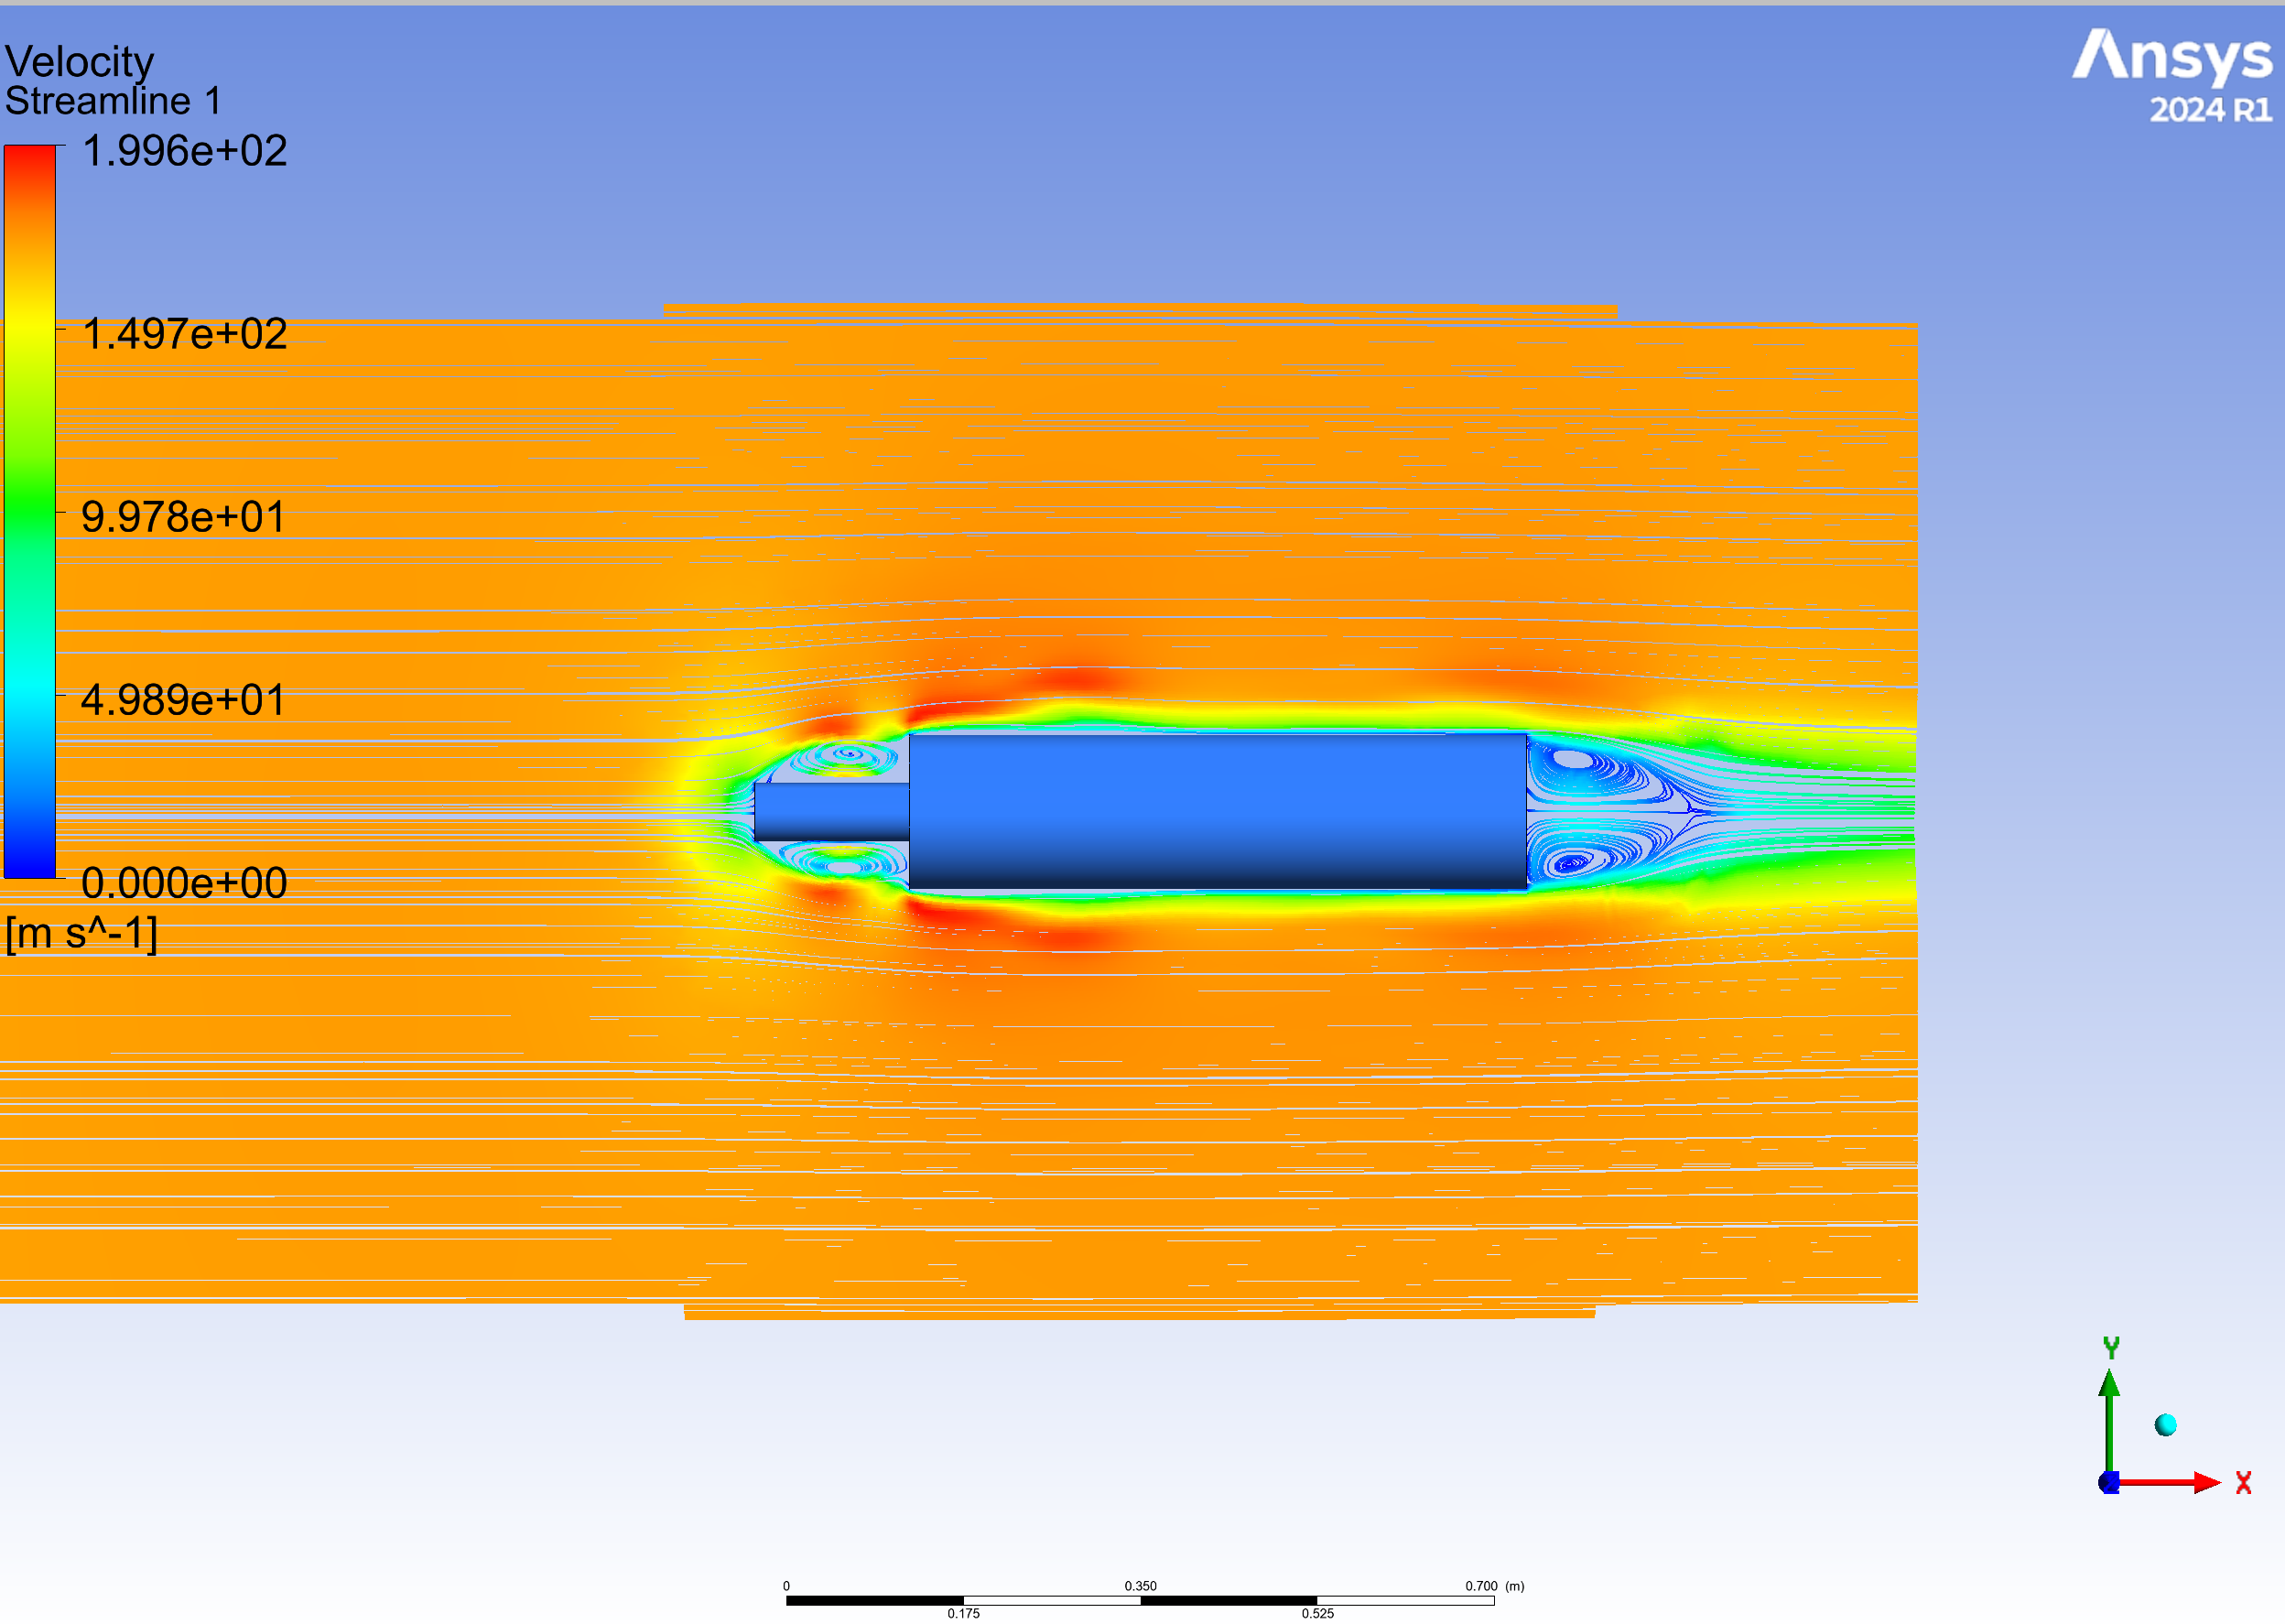 Velocity
Streamline 1
1.996e+02
1.497e+02
9.978e+01
4.989e+01
0.000e+00
[m s^-1]
Ansys
2024 R1
Y
X
Z
0 0.350 0.700 (m)
0.175 0.525